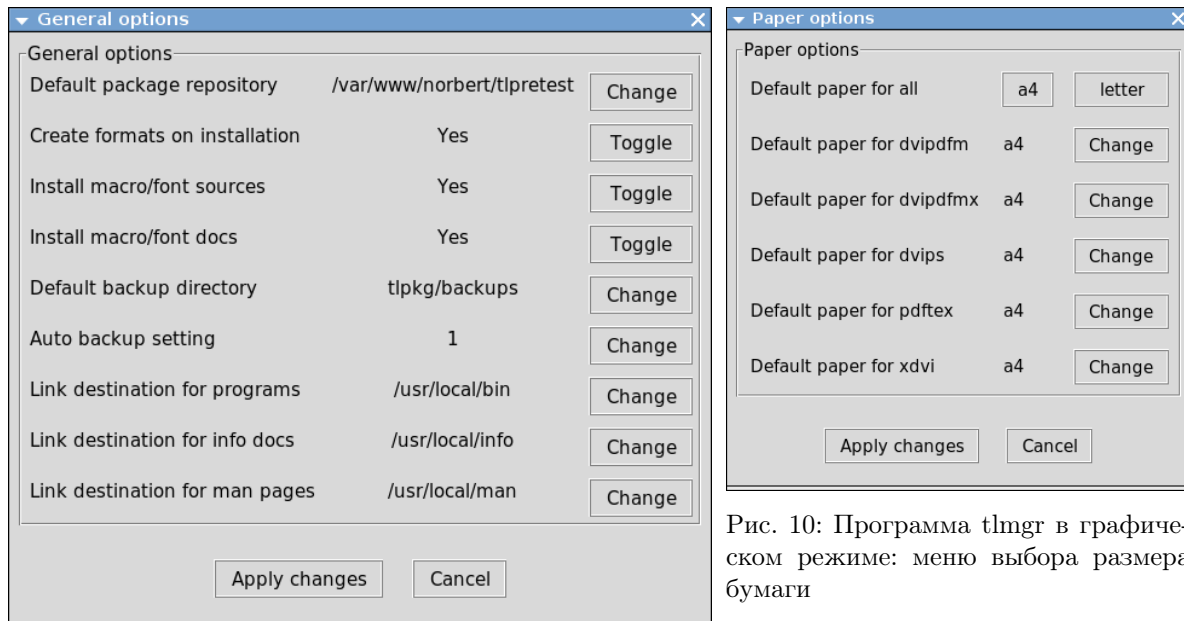 General options
General options
Default package repository /var/www/norbert/tlpretest Change
Create formats on installation Yes Toggle
Install macro/font sources Yes Toggle
Install macro/font docs Yes Toggle
Default backup directory tlpkg/backups Change
Auto backup setting 1 Change
Link destination for programs /usr/local/bin Change
Link destination for info docs /usr/local/info Change
Link destination for man pages /usr/local/man Change
Apply changes Cancel
Paper options
Paper options
Default paper for all a4 letter
Default paper for dvipdfm a4 Change
Default paper for dvipdfmx a4 Change
Default paper for dvips a4 Change
Default paper for pdftex a4 Change
Default paper for xdvi a4 Change
Apply changes Cancel
Рис. 10: Программа tlmgr в графиче-
ском режиме: меню выбора размера
бумаги